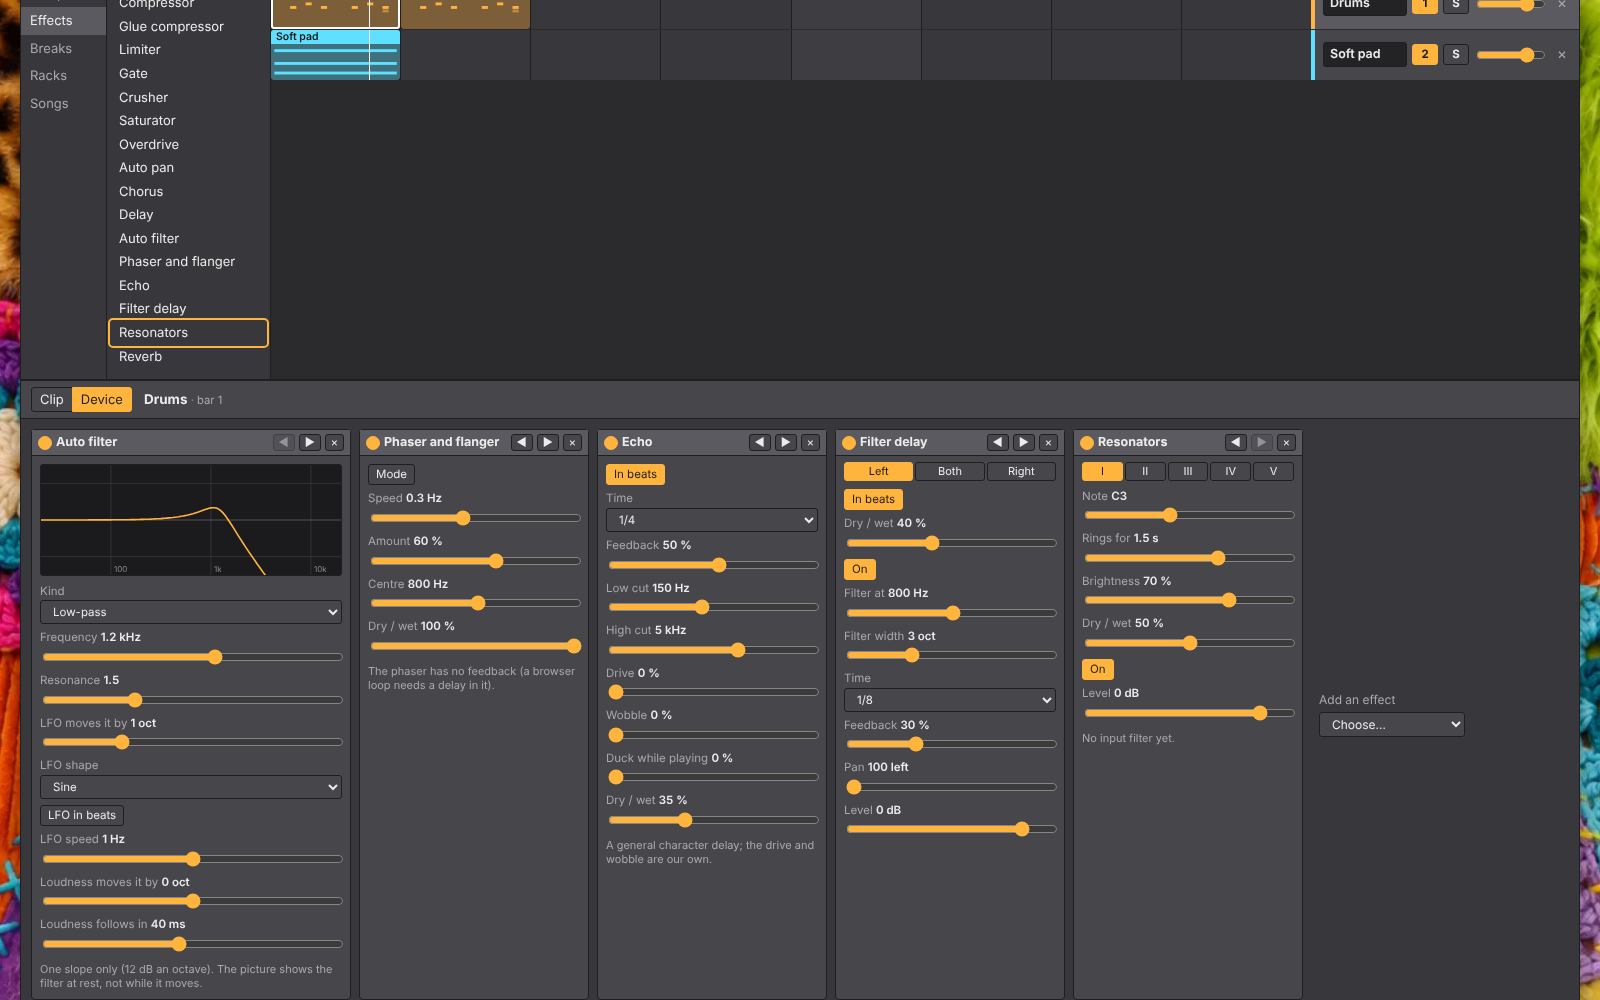 Effects
Breaks
Racks
Songs
Compressor
Glue compressor
Limiter
Gate
Crusher
Saturator
Overdrive
Auto pan
Chorus
Delay
Auto filter
Phaser and flanger
Echo
Filter delay
Resonators
Reverb
Soft pad
Drums 1 S ×
Soft pad 2 S ×
Clip Device Drums · bar 1
Auto filter ×
100 1k 10k
Kind
Low-pass
Frequency 1.2 kHz
Resonance 1.5
LFO moves it by 1 oct
LFO shape
Sine
LFO in beats
LFO speed 1 Hz
Loudness moves it by 0 oct
Loudness follows in 40 ms
One slope only (12 dB an octave). The picture shows the
filter at rest, not while it moves.
Phaser and flanger ×
Mode
Speed 0.3 Hz
Amount 60 %
Centre 800 Hz
Dry / wet 100 %
The phaser has no feedback (a browser
loop needs a delay in it).
Echo ×
In beats
Time
1/4
Feedback 50 %
Low cut 150 Hz
High cut 5 kHz
Drive 0 %
Wobble 0 %
Duck while playing 0 %
Dry / wet 35 %
A general character delay; the drive and
wobble are our own.
Filter delay ×
Left Both Right
In beats
Dry / wet 40 %
On
Filter at 800 Hz
Filter width 3 oct
Time
1/8
Feedback 30 %
Pan 100 left
Level 0 dB
Resonators ×
I II III IV V
Note C3
Rings for 1.5 s
Brightness 70 %
Dry / wet 50 %
On
Level 0 dB
No input filter yet.
Add an effect
Choose...